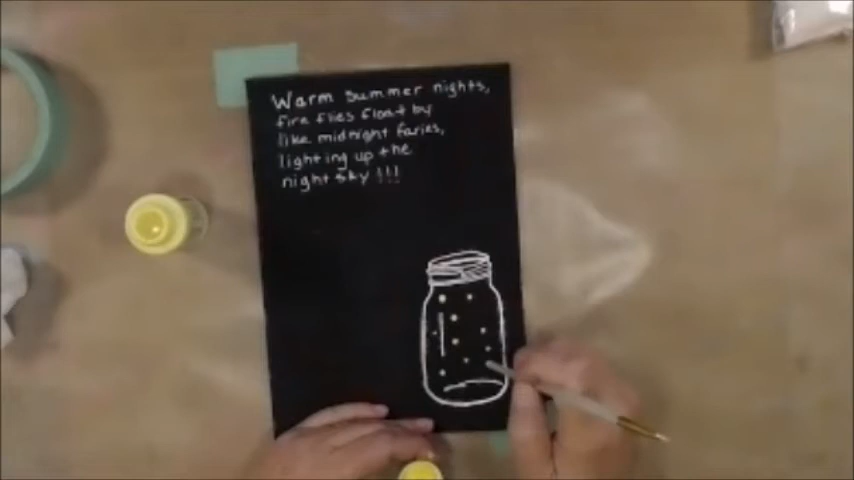 Warm summer nights,
fire flies float by
like midnight faries,
lighting up the
night sky !!!